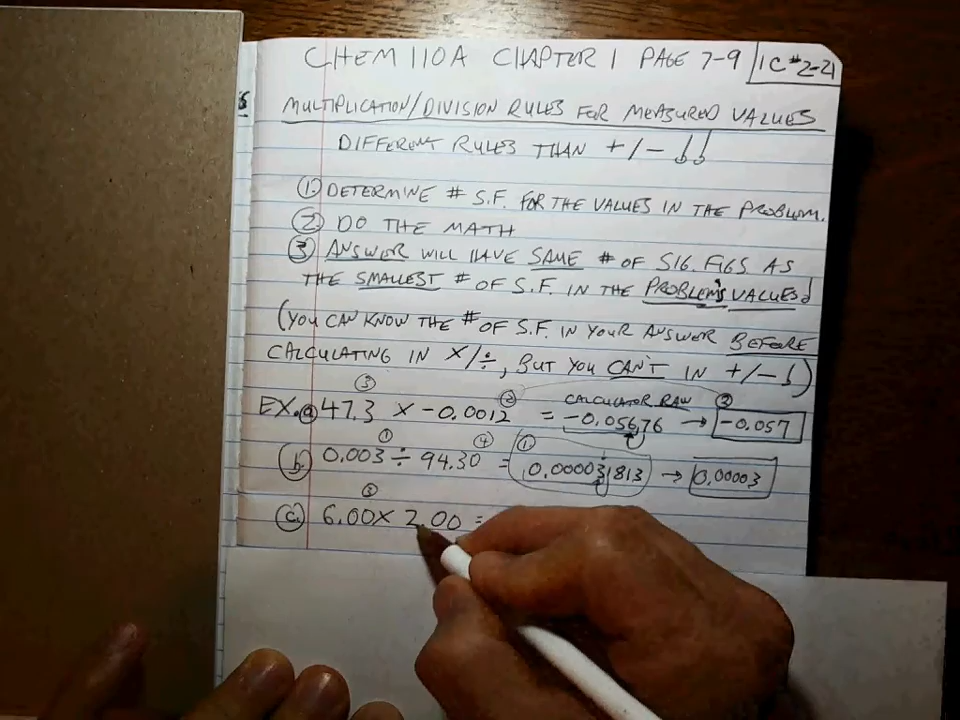 CHEM 110A CHAPTER 1 PAGE 7-9 1C#2-21
MULTIPLICATION/DIVISION RULES FOR MEASURED VALUES
DIFFERENT RULES THAN +/- ↓↓
① DETERMINE # S.F. FOR THE VALUES IN THE PROBLEM.
② DO THE MATH
③ ANSWER WILL HAVE SAME # OF SIG. FIGS AS
THE SMALLEST # OF S.F. IN THE PROBLEM'S VALUES!
(YOU CAN KNOW THE # OF S.F. IN YOUR ANSWER BEFORE
CALCULATING IN X/÷, BUT YOU CAN'T IN +/-!)
③ ② CALCULATOR RAW ②
EX. ⓐ 47.3 X -0.0012 = -0.05676 → -0.057
① ④ ①
ⓑ 0.003 ÷ 94.30 = 0.000031813 → 0.00003
③
ⓒ 6.00 X 2.00 =